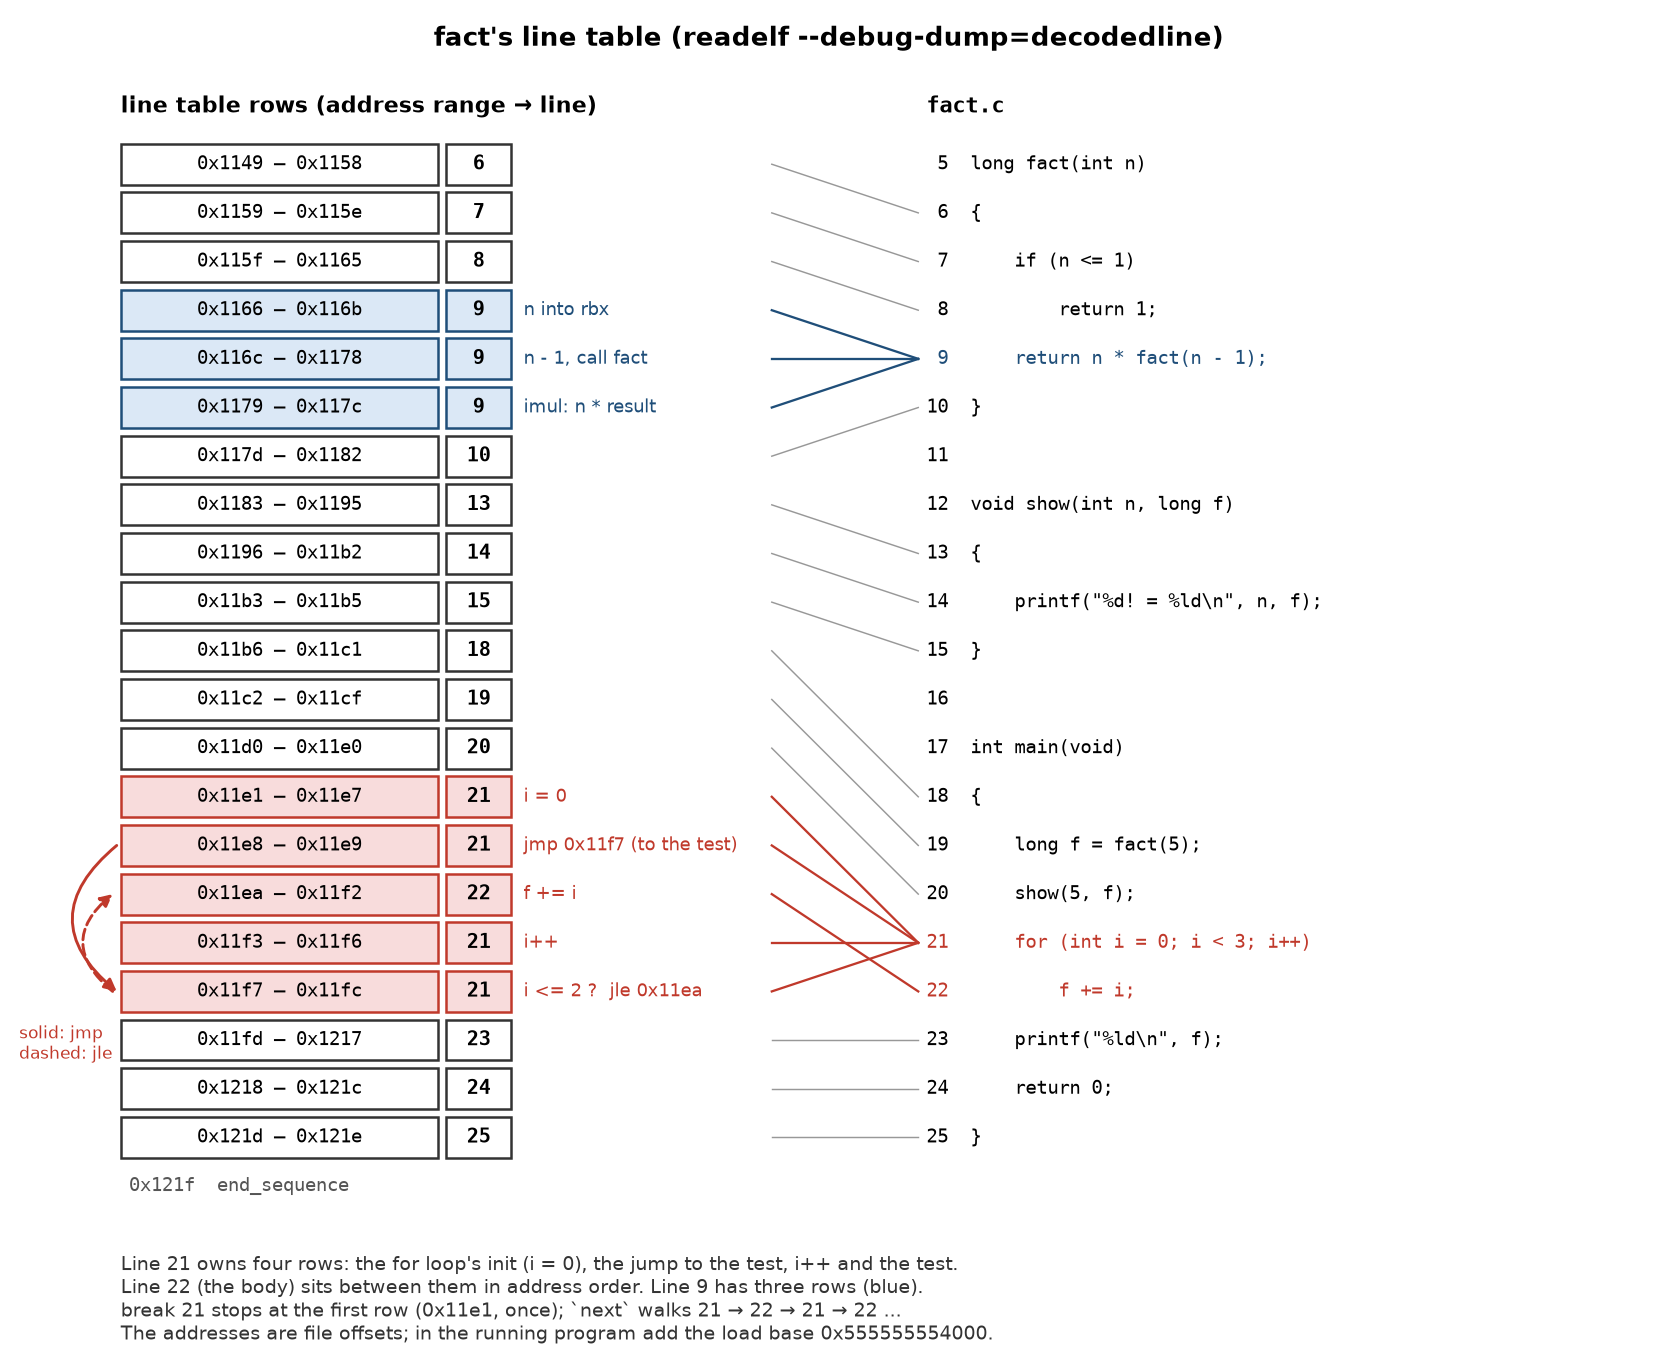 fact's line table (readelf --debug-dump=decodedline)
line table rows (address range → line)
fact.c
0x1149 – 0x1158 6
0x1159 – 0x115e 7
0x115f – 0x1165 8
0x1166 – 0x116b 9 n into rbx
0x116c – 0x1178 9 n - 1, call fact
0x1179 – 0x117c 9 imul: n * result
0x117d – 0x1182 10
0x1183 – 0x1195 13
0x1196 – 0x11b2 14
0x11b3 – 0x11b5 15
0x11b6 – 0x11c1 18
0x11c2 – 0x11cf 19
0x11d0 – 0x11e0 20
0x11e1 – 0x11e7 21 i = 0
0x11e8 – 0x11e9 21 jmp 0x11f7 (to the test)
0x11ea – 0x11f2 22 f += i
0x11f3 – 0x11f6 21 i++
0x11f7 – 0x11fc 21 i <= 2 ?  jle 0x11ea
0x11fd – 0x1217 23
0x1218 – 0x121c 24
0x121d – 0x121e 25
0x121f  end_sequence
solid: jmp
dashed: jle
5  long fact(int n)
6  {
7      if (n <= 1)
8          return 1;
9      return n * fact(n - 1);
10  }
11
12  void show(int n, long f)
13  {
14      printf("%d! = %ld\n", n, f);
15  }
16
17  int main(void)
18  {
19      long f = fact(5);
20      show(5, f);
21      for (int i = 0; i < 3; i++)
22          f += i;
23      printf("%ld\n", f);
24      return 0;
25  }
Line 21 owns four rows: the for loop's init (i = 0), the jump to the test, i++ and the test.
Line 22 (the body) sits between them in address order. Line 9 has three rows (blue).
break 21 stops at the first row (0x11e1, once); `next` walks 21 → 22 → 21 → 22 ...
The addresses are file offsets; in the running program add the load base 0x555555554000.